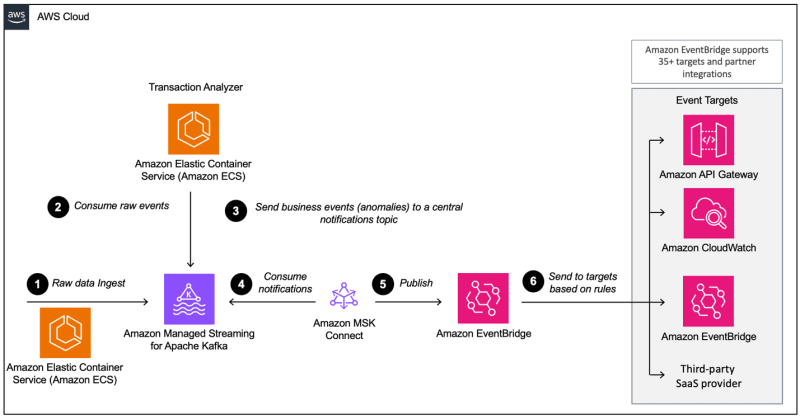 aws
AWS Cloud
Amazon EventBridge supports
35+ targets and partner
integrations
Transaction Analyzer
Amazon Elastic Container
Service (Amazon ECS)
2
Consume raw events
3
Send business events (anomalies) to a central
notifications topic
1
Raw data Ingest
Amazon Elastic Container
Service (Amazon ECS)
K
Amazon Managed Streaming
for Apache Kafka
4
Consume
notifications
Amazon MSK
Connect
5
Publish
Amazon EventBridge
6
Send to targets
based on rules
Event Targets
Amazon API Gateway
Amazon CloudWatch
Amazon EventBridge
Third-party
SaaS provider